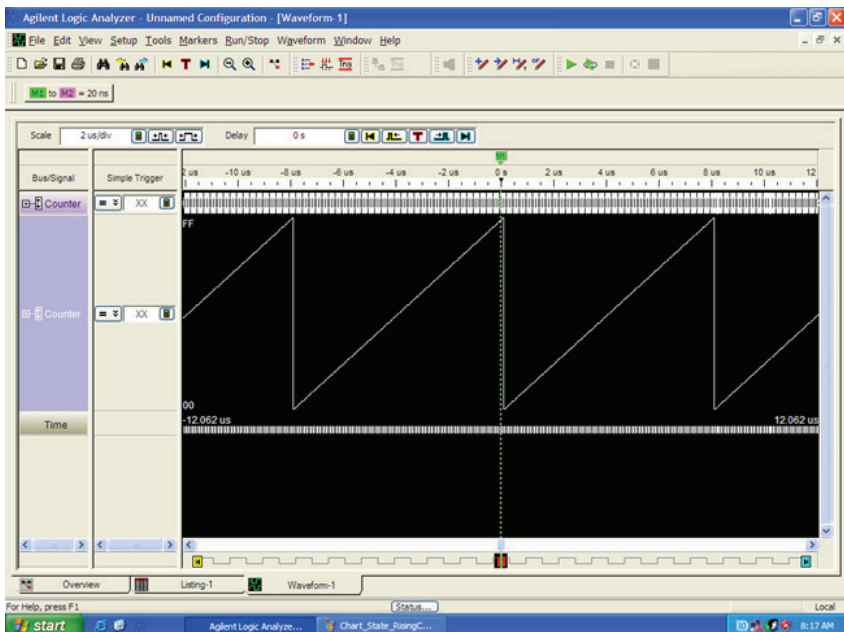 Agilent Logic Analyzer - Unnamed Configuration - [Waveform-1]
File Edit View Setup Tools Markers Run/Stop Waveform Window Help
M1 to M2 = 20 ns
Scale 2 us/div Delay 0 s
M1
Bus/Signal Simple Trigger 2 us -10 us -8 us -6 us -4 us -2 us 0 s 2 us 4 us 6 us 8 us 10 us 12
Counter = XX
FF
Counter = XX
00
Time -12.062 us 12.062 us
Overview Listing-1 Waveform-1
For Help, press F1 Status... Local
start Agilent Logic Analyze... Chart_State_RisingC... 8:17 AM